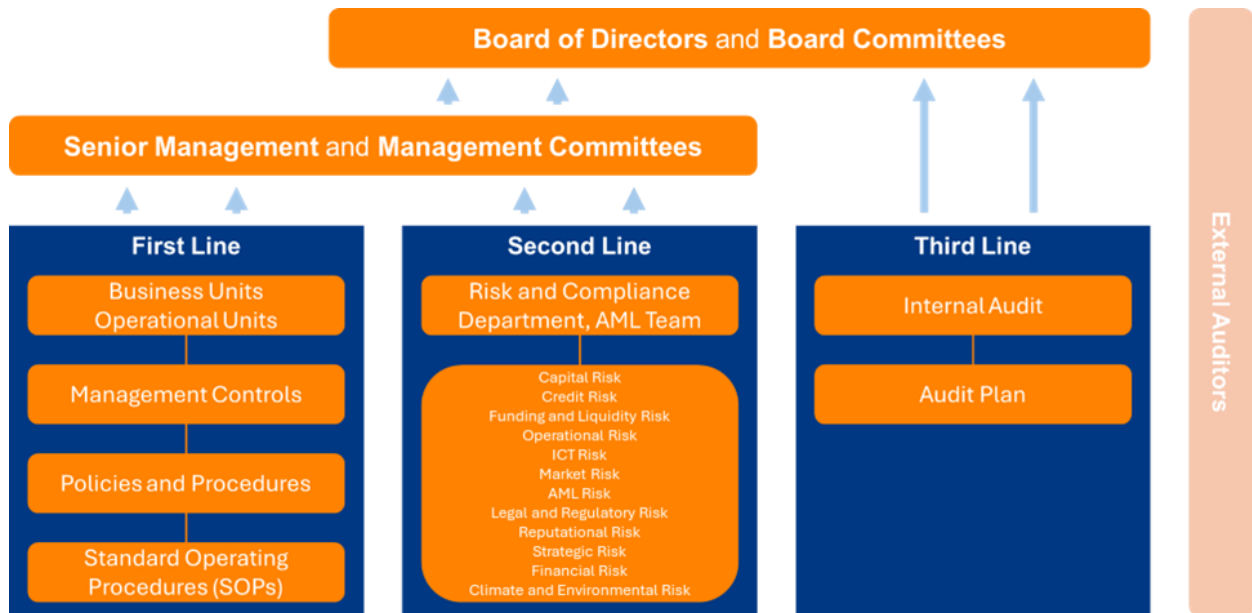 Board of Directors and Board Committees
Senior Management and Management Committees
First Line
Business Units
Operational Units
Management Controls
Policies and Procedures
Standard Operating
Procedures (SOPs)
Second Line
Risk and Compliance
Department, AML Team
Capital Risk
Credit Risk
Funding and Liquidity Risk
Operational Risk
ICT Risk
Market Risk
AML Risk
Legal and Regulatory Risk
Reputational Risk
Strategic Risk
Financial Risk
Climate and Environmental Risk
Third Line
Internal Audit
Audit Plan
External Auditors